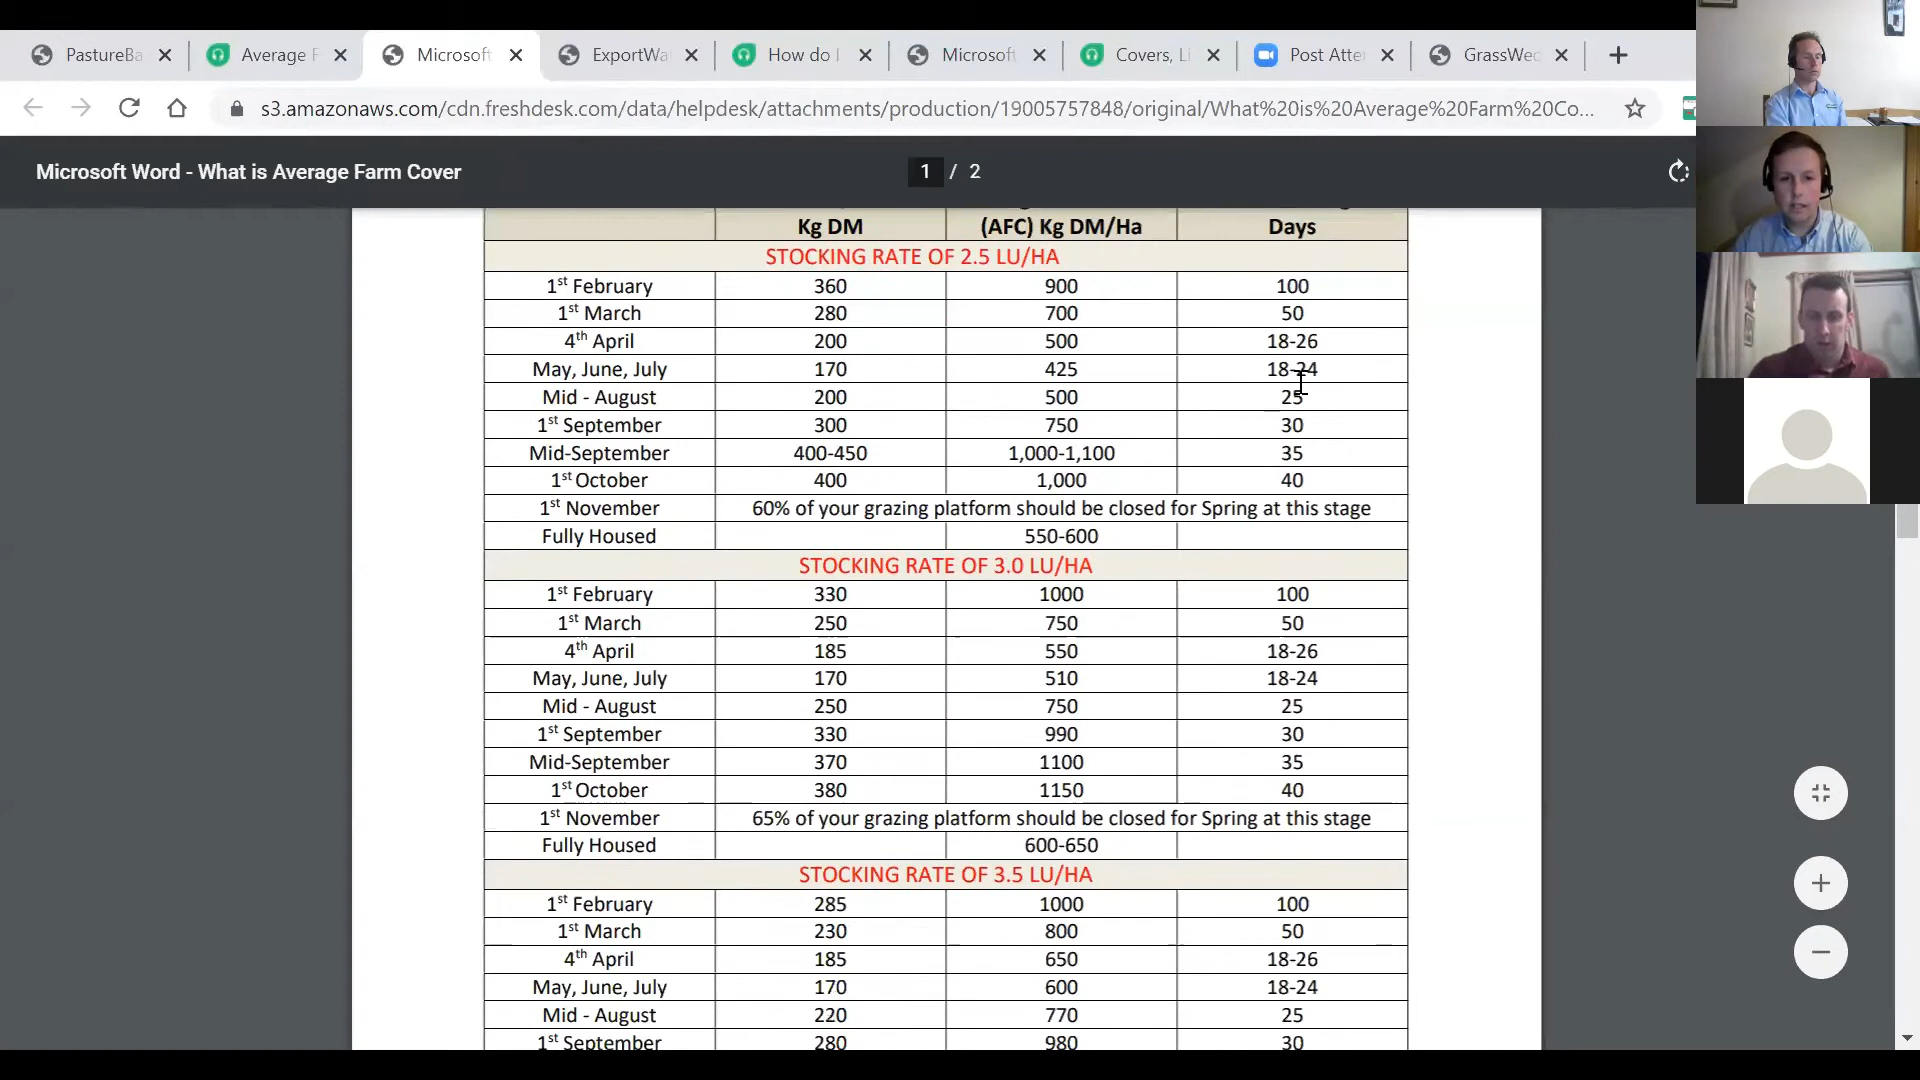 PastureBa
Average F
Microsoft
ExportWa
How do I
Microsoft
Covers, Li
Post Atte
GrassWed
s3.amazonaws.com/cdn.freshdesk.com/data/helpdesk/attachments/production/19005757848/original/What%20is%20Average%20Farm%20Co...
Microsoft Word - What is Average Farm Cover
1 / 2
Kg DM (AFC) Kg DM/Ha Days
STOCKING RATE OF 2.5 LU/HA
1st February 360 900 100
1st March 280 700 50
4th April 200 500 18-26
May, June, July 170 425 18-24
Mid - August 200 500 25
1st September 300 750 30
Mid-September 400-450 1,000-1,100 35
1st October 400 1,000 40
1st November 60% of your grazing platform should be closed for Spring at this stage
Fully Housed 550-600
STOCKING RATE OF 3.0 LU/HA
1st February 330 1000 100
1st March 250 750 50
4th April 185 550 18-26
May, June, July 170 510 18-24
Mid - August 250 750 25
1st September 330 990 30
Mid-September 370 1100 35
1st October 380 1150 40
1st November 65% of your grazing platform should be closed for Spring at this stage
Fully Housed 600-650
STOCKING RATE OF 3.5 LU/HA
1st February 285 1000 100
1st March 230 800 50
4th April 185 650 18-26
May, June, July 170 600 18-24
Mid - August 220 770 25
1st September 280 980 30